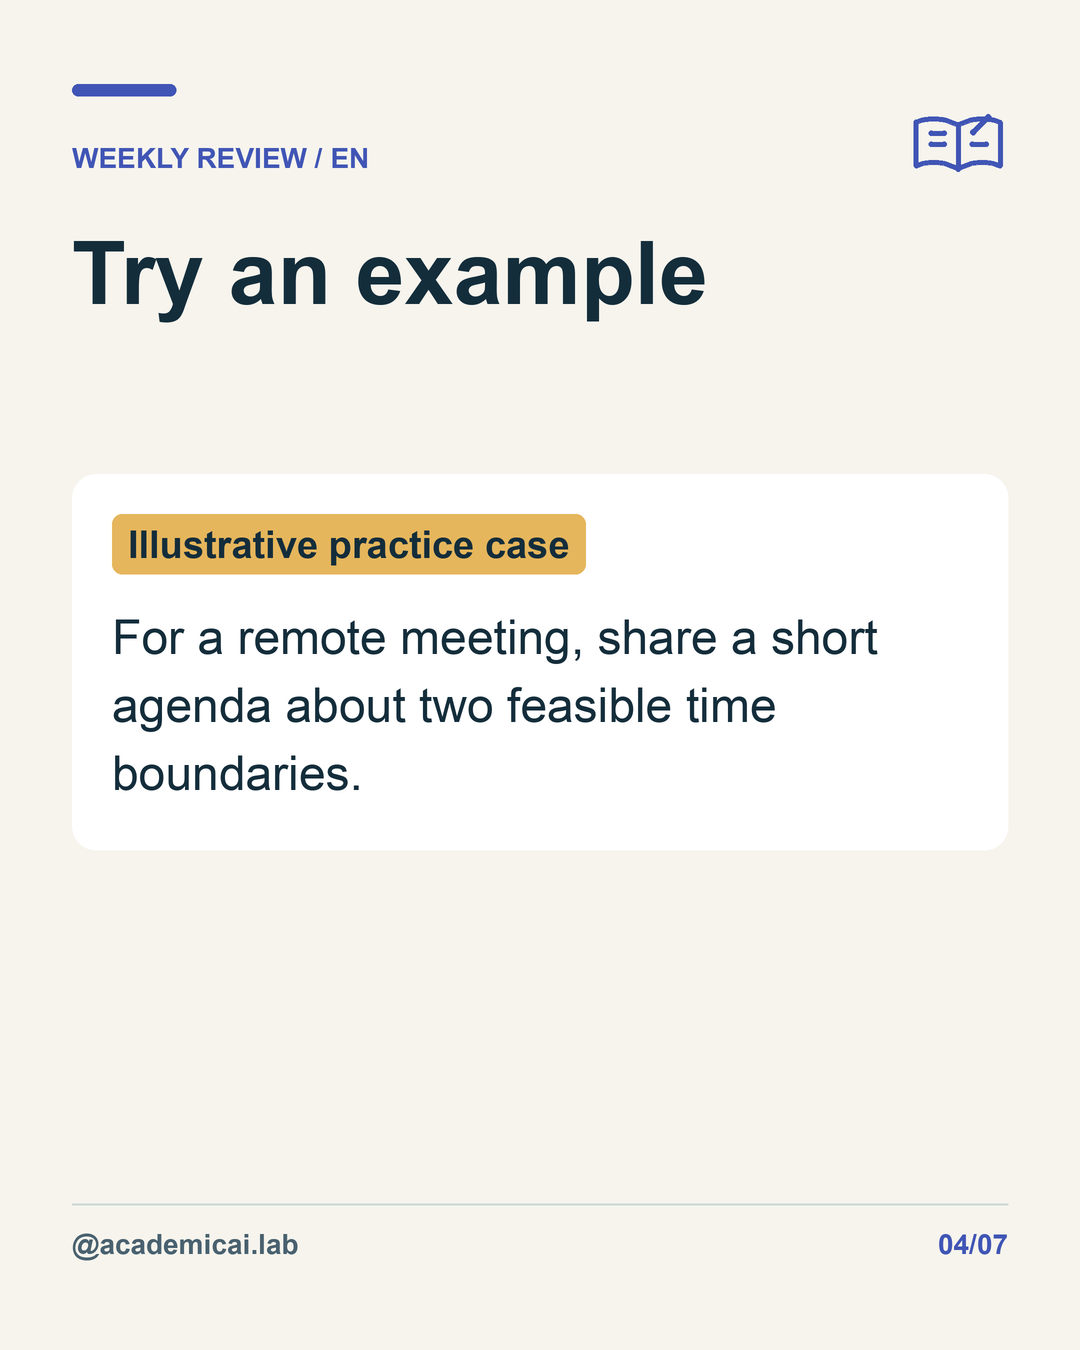 WEEKLY REVIEW / EN
Try an example
Illustrative practice case
For a remote meeting, share a short
agenda about two feasible time
boundaries.
@academicai.lab
04/07